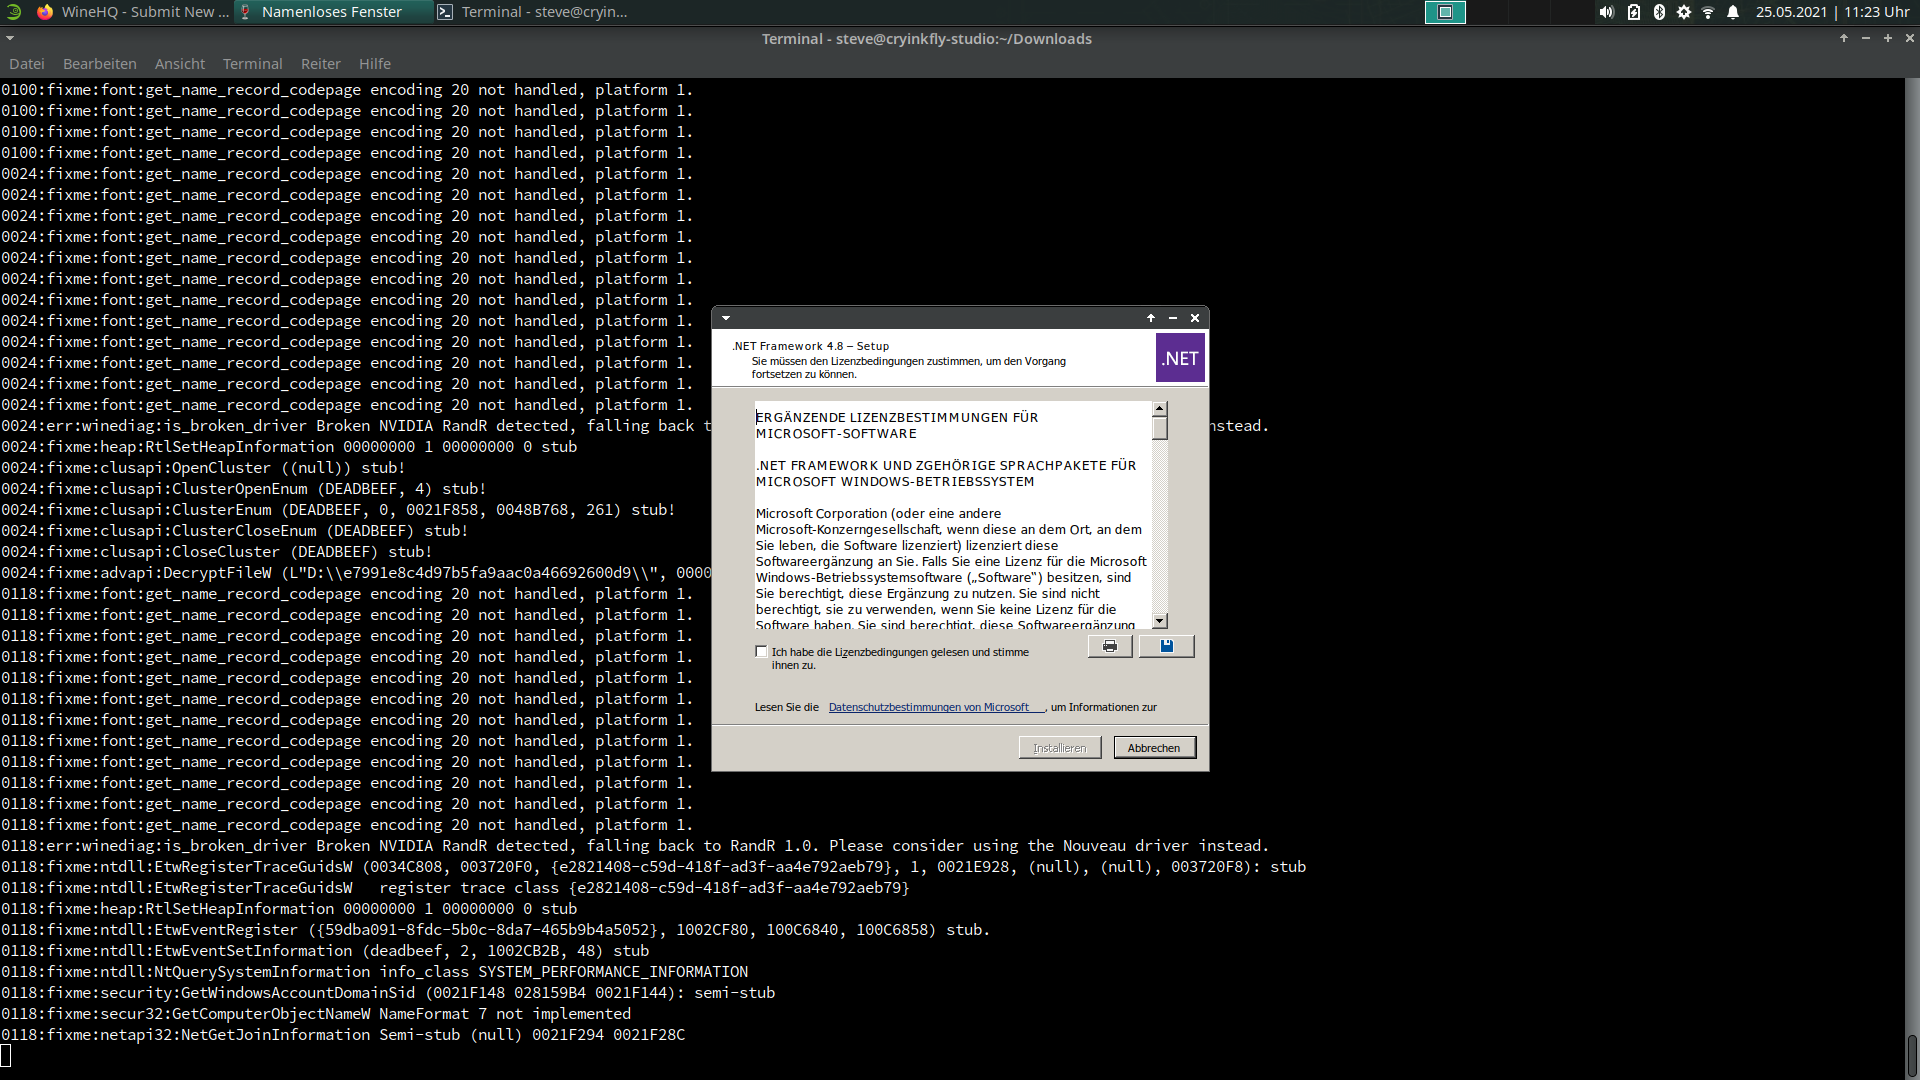 WineHQ - Submit New ...
Namenloses Fenster
Terminal - steve@cryin...
25.05.2021 | 11:23 Uhr
Terminal - steve@cryinkfly-studio:~/Downloads
Datei Bearbeiten Ansicht Terminal Reiter Hilfe
0100:fixme:font:get_name_record_codepage encoding 20 not handled, platform 1.
0100:fixme:font:get_name_record_codepage encoding 20 not handled, platform 1.
0100:fixme:font:get_name_record_codepage encoding 20 not handled, platform 1.
0100:fixme:font:get_name_record_codepage encoding 20 not handled, platform 1.
0024:fixme:font:get_name_record_codepage encoding 20 not handled, platform 1.
0024:fixme:font:get_name_record_codepage encoding 20 not handled, platform 1.
0024:fixme:font:get_name_record_codepage encoding 20 not handled, platform 1.
0024:fixme:font:get_name_record_codepage encoding 20 not handled, platform 1.
0024:fixme:font:get_name_record_codepage encoding 20 not handled, platform 1.
0024:fixme:font:get_name_record_codepage encoding 20 not handled, platform 1.
0024:fixme:font:get_name_record_codepage encoding 20 not handled, platform 1.
0024:fixme:font:get_name_record_codepage encoding 20 not handled, platform 1.
0024:fixme:font:get_name_record_codepage encoding 20 not handled, platform 1.
0024:fixme:font:get_name_record_codepage encoding 20 not handled, platform 1.
0024:fixme:font:get_name_record_codepage encoding 20 not handled, platform 1.
0024:fixme:font:get_name_record_codepage encoding 20 not handled, platform 1.
0024:err:winediag:is_broken_driver Broken NVIDIA RandR detected, falling back t nstead.
0024:fixme:heap:RtlSetHeapInformation 00000000 1 00000000 0 stub
0024:fixme:clusapi:OpenCluster ((null)) stub!
0024:fixme:clusapi:ClusterOpenEnum (DEADBEEF, 4) stub!
0024:fixme:clusapi:ClusterEnum (DEADBEEF, 0, 0021F858, 0048B768, 261) stub!
0024:fixme:clusapi:ClusterCloseEnum (DEADBEEF) stub!
0024:fixme:clusapi:CloseCluster (DEADBEEF) stub!
0024:fixme:advapi:DecryptFileW (L"D:\\e7991e8c4d97b5fa9aac0a46692600d9\\", 0000
0118:fixme:font:get_name_record_codepage encoding 20 not handled, platform 1.
0118:fixme:font:get_name_record_codepage encoding 20 not handled, platform 1.
0118:fixme:font:get_name_record_codepage encoding 20 not handled, platform 1.
0118:fixme:font:get_name_record_codepage encoding 20 not handled, platform 1.
0118:fixme:font:get_name_record_codepage encoding 20 not handled, platform 1.
0118:fixme:font:get_name_record_codepage encoding 20 not handled, platform 1.
0118:fixme:font:get_name_record_codepage encoding 20 not handled, platform 1.
0118:fixme:font:get_name_record_codepage encoding 20 not handled, platform 1.
0118:fixme:font:get_name_record_codepage encoding 20 not handled, platform 1.
0118:fixme:font:get_name_record_codepage encoding 20 not handled, platform 1.
0118:fixme:font:get_name_record_codepage encoding 20 not handled, platform 1.
0118:fixme:font:get_name_record_codepage encoding 20 not handled, platform 1.
0118:err:winediag:is_broken_driver Broken NVIDIA RandR detected, falling back to RandR 1.0. Please consider using the Nouveau driver instead.
0118:fixme:ntdll:EtwRegisterTraceGuidsW (0034C808, 003720F0, {e2821408-c59d-418f-ad3f-aa4e792aeb79}, 1, 0021E928, (null), (null), 003720F8): stub
0118:fixme:ntdll:EtwRegisterTraceGuidsW   register trace class {e2821408-c59d-418f-ad3f-aa4e792aeb79}
0118:fixme:heap:RtlSetHeapInformation 00000000 1 00000000 0 stub
0118:fixme:ntdll:EtwEventRegister ({59dba091-8fdc-5b0c-8da7-465b9b4a5052}, 1002CF80, 100C6840, 100C6858) stub.
0118:fixme:ntdll:EtwEventSetInformation (deadbeef, 2, 1002CB2B, 48) stub
0118:fixme:ntdll:NtQuerySystemInformation info_class SYSTEM_PERFORMANCE_INFORMATION
0118:fixme:security:GetWindowsAccountDomainSid (0021F148 028159B4 0021F144): semi-stub
0118:fixme:secur32:GetComputerObjectNameW NameFormat 7 not implemented
0118:fixme:netapi32:NetGetJoinInformation Semi-stub (null) 0021F294 0021F28C
.NET Framework 4.8 – Setup
Sie müssen den Lizenzbedingungen zustimmen, um den Vorgang
fortsetzen zu können.
.NET
ERGÄNZENDE LIZENZBESTIMMUNGEN FÜR
MICROSOFT-SOFTWARE
.NET FRAMEWORK UND ZGEHÖRIGE SPRACHPAKETE FÜR
MICROSOFT WINDOWS-BETRIEBSSYSTEM
Microsoft Corporation (oder eine andere
Microsoft-Konzerngesellschaft, wenn diese an dem Ort, an dem
Sie leben, die Software lizenziert) lizenziert diese
Softwareergänzung an Sie. Falls Sie eine Lizenz für die Microsoft
Windows-Betriebssystemsoftware („Software“) besitzen, sind
Sie berechtigt, diese Ergänzung zu nutzen. Sie sind nicht
berechtigt, sie zu verwenden, wenn Sie keine Lizenz für die
Software haben. Sie sind berechtigt, diese Softwareergänzung
Ich habe die Lizenzbedingungen gelesen und stimme
ihnen zu.
Lesen Sie die Datenschutzbestimmungen von Microsoft , um Informationen zur
Installieren
Abbrechen